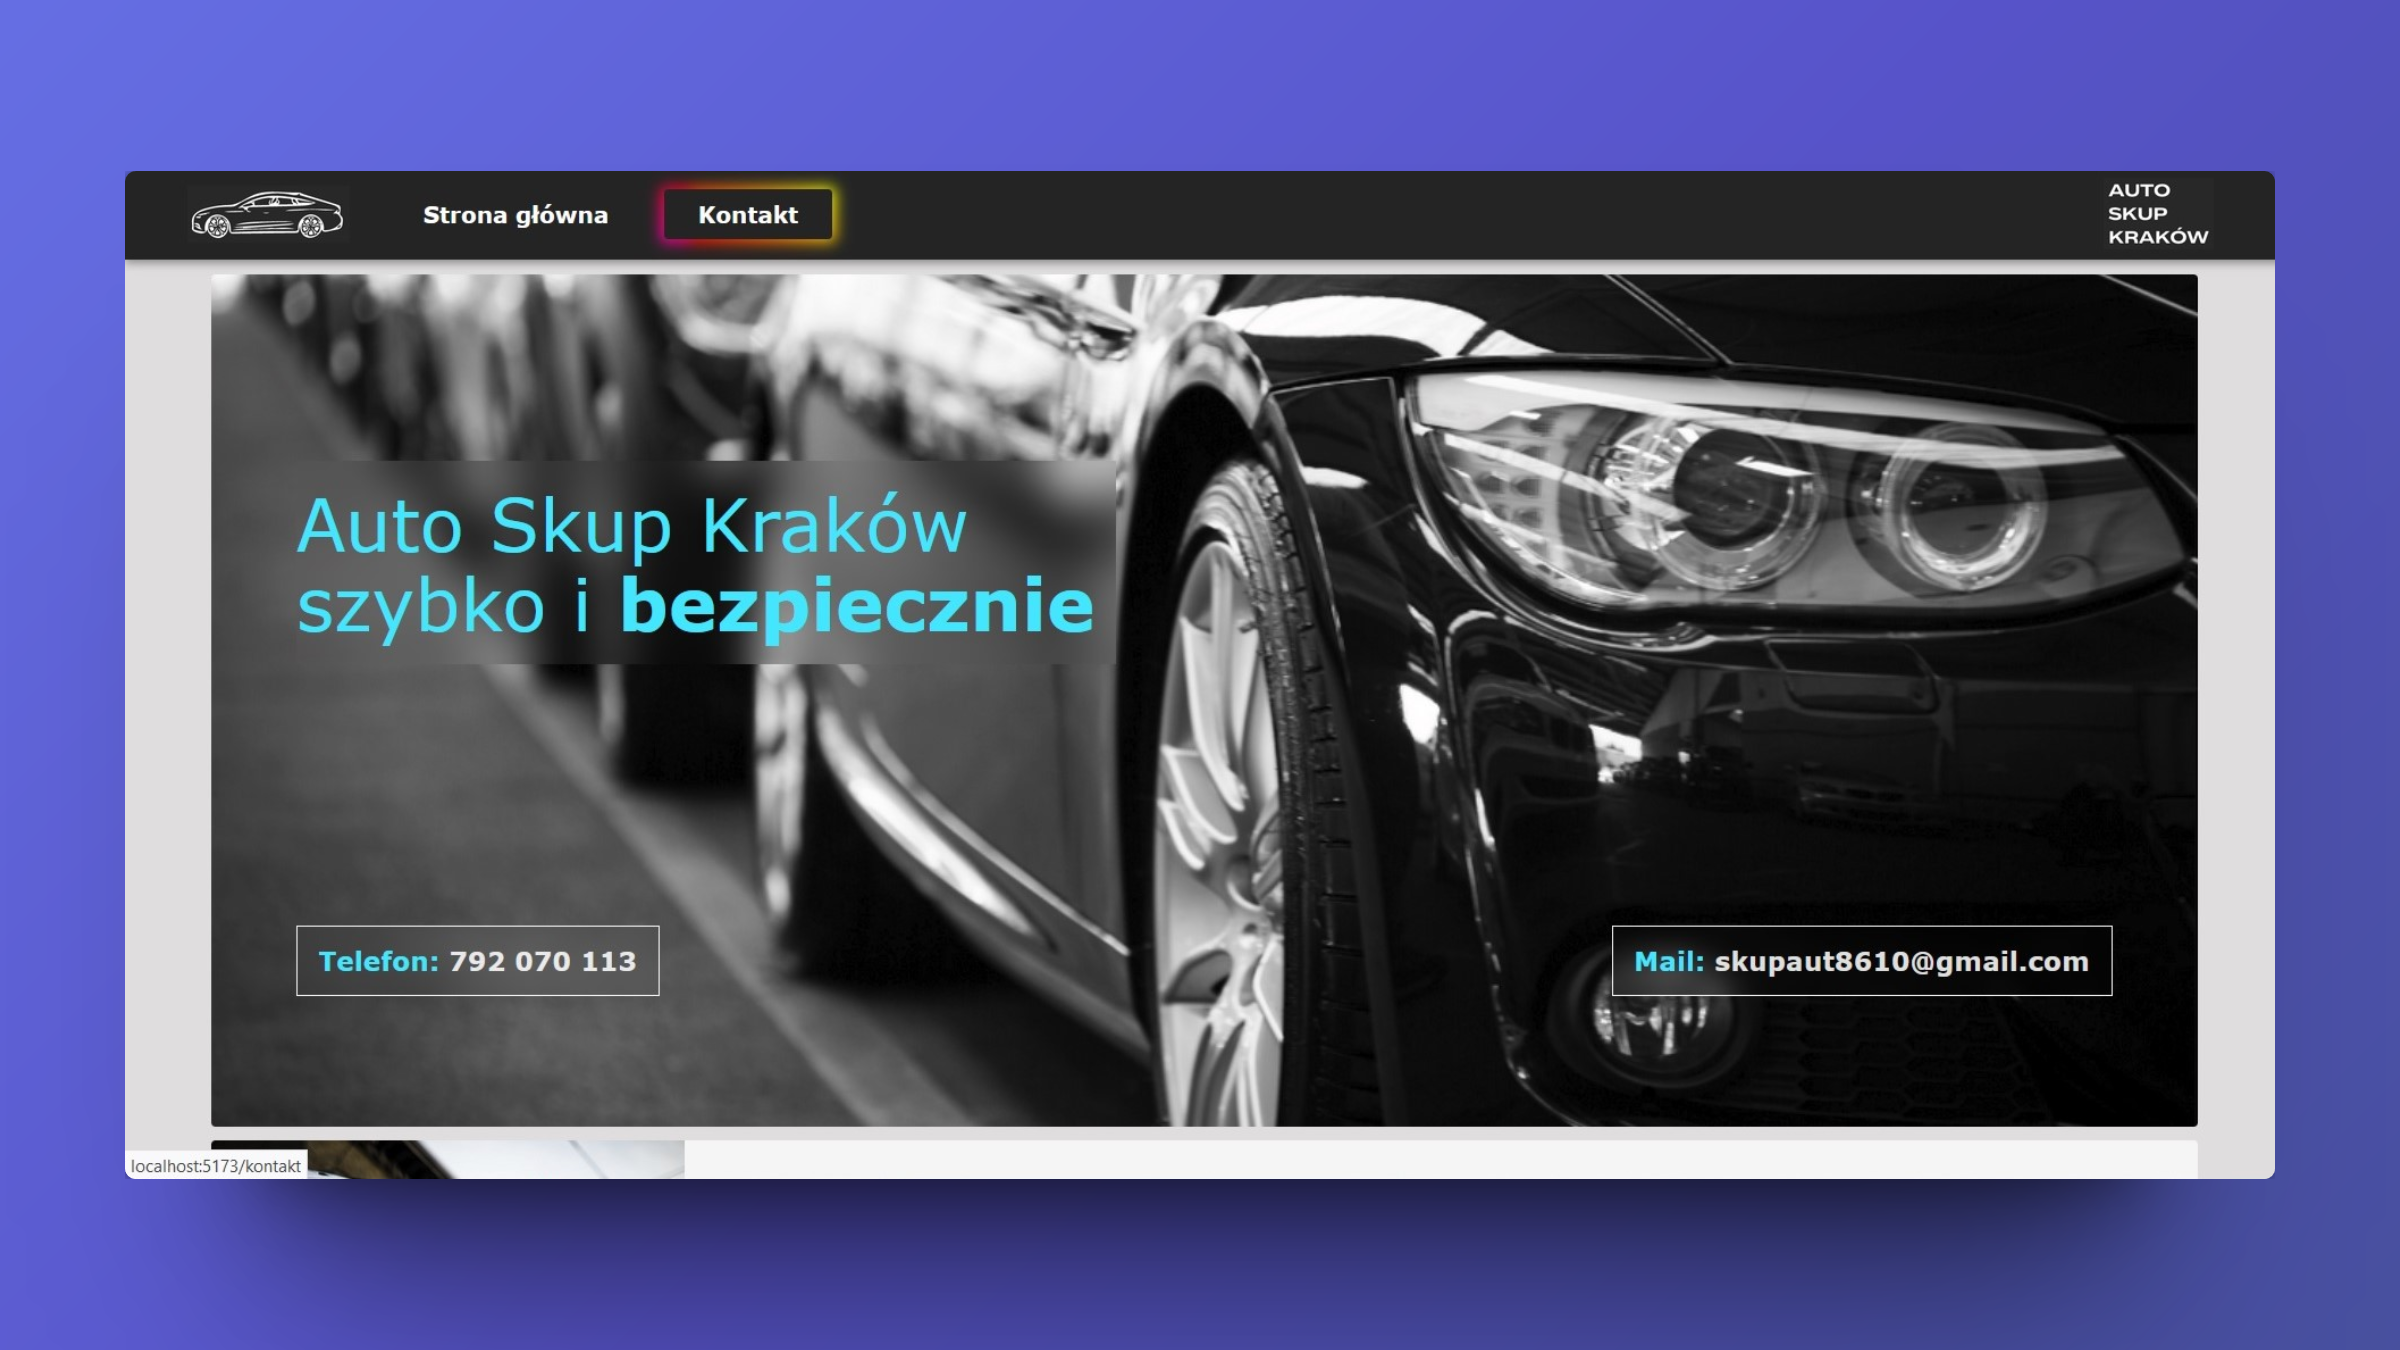 Strona główna
Kontakt
AUTO
SKUP
KRAKÓW
Auto Skup Kraków
szybko i bezpiecznie
Telefon: 792 070 113
Mail: skupaut8610@gmail.com
localhost:5173/kontakt